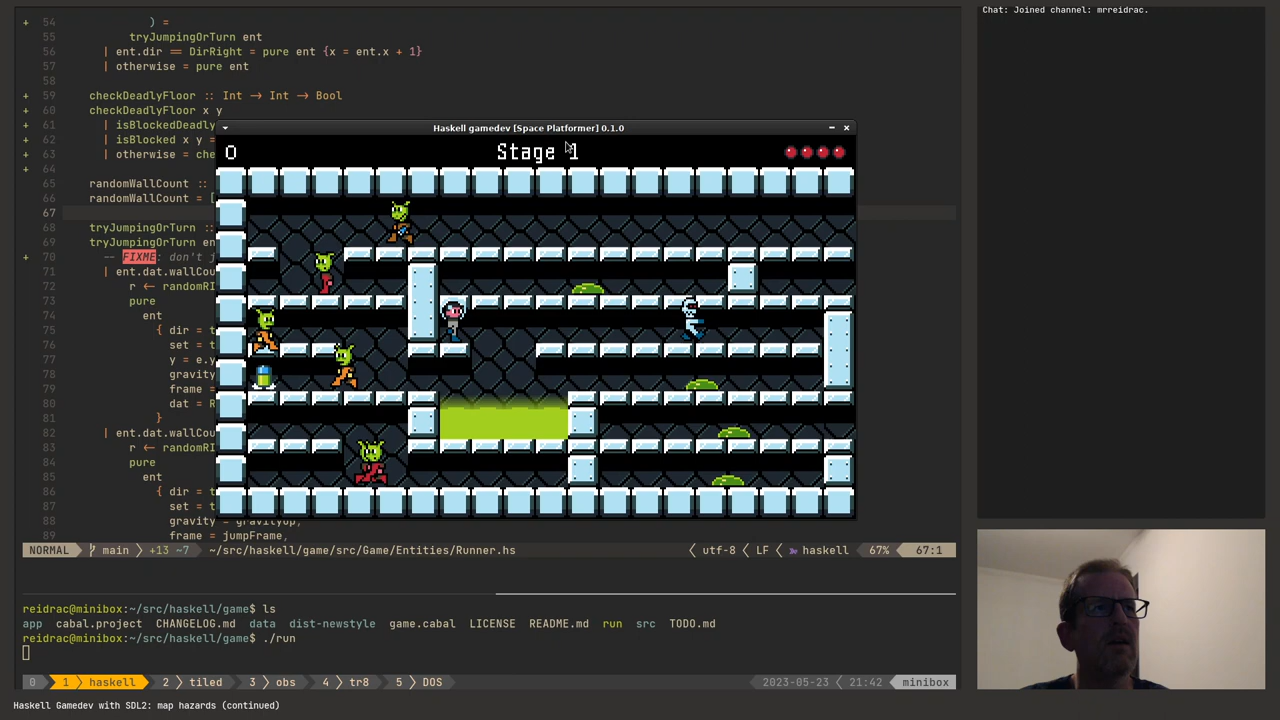 Chat: Joined channel: mrreidrac.
+ 54 ) =
55 tryJumpingOrTurn ent
56 | ent.dir == DirRight = pure ent {x = ent.x + 1}
57 | otherwise = pure ent
58
+ 59 checkDeadlyFloor :: Int → Int → Bool
+ 60 checkDeadlyFloor x y
+ 61 | isBlockedDeadly
+ 62 | isBlocked x y =
+ 63 | otherwise = che
+ 64
65 randomWallCount ::
66 randomWallCount = [
67
68 tryJumpingOrTurn ::
69 tryJumpingOrTurn en
+ 70 -- FIXME: don't j
71 | ent.dat.wallCou
72 r ← randomRI
73 pure
74 ent
75 { dir = t
76 set = t
77 y = e.y
78 gravity
79 frame =
80 dat = R
81 }
82 | ent.dat.wallCou
83 r ← randomRI
84 pure
85 ent
86 { dir = t
87 set = t
88 gravity = gravityUp,
89 frame = jumpFrame,
Haskell gamedev [Space Platformer] 0.1.0
0 Stage 1
NORMAL main +13 ~7 ~/src/haskell/game/src/Game/Entities/Runner.hs utf-8 LF haskell 67% 67:1
reidrac@minibox:~/src/haskell/game$ ls
app cabal.project CHANGELOG.md data dist-newstyle game.cabal LICENSE README.md run src TODO.md
reidrac@minibox:~/src/haskell/game$ ./run
0 1 haskell 2 tiled 3 obs 4 tr8 5 DOS 2023-05-23 21:42 minibox
Haskell Gamedev with SDL2: map hazards (continued)